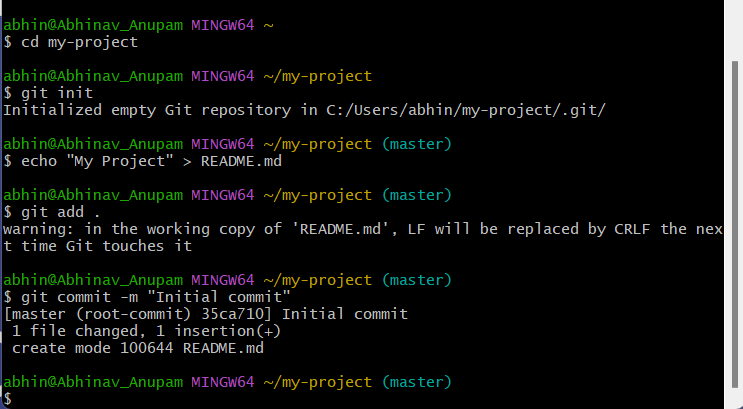 abhin@Abhinav_Anupam MINGW64 ~
$ cd my-project
abhin@Abhinav_Anupam MINGW64 ~/my-project
$ git init
Initialized empty Git repository in C:/Users/abhin/my-project/.git/
abhin@Abhinav_Anupam MINGW64 ~/my-project (master)
$ echo "My Project" > README.md
abhin@Abhinav_Anupam MINGW64 ~/my-project (master)
$ git add .
warning: in the working copy of 'README.md', LF will be replaced by CRLF the nex
t time Git touches it
abhin@Abhinav_Anupam MINGW64 ~/my-project (master)
$ git commit -m "Initial commit"
[master (root-commit) 35ca710] Initial commit
 1 file changed, 1 insertion(+)
 create mode 100644 README.md
abhin@Abhinav_Anupam MINGW64 ~/my-project (master)
$